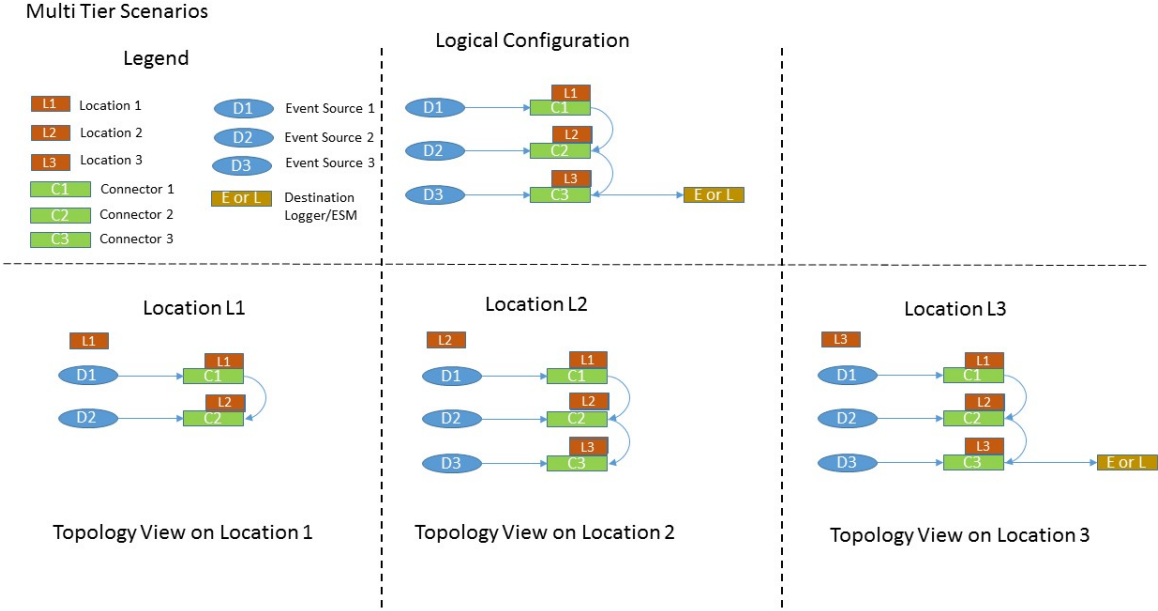 Multi Tier Scenarios
Legend
L1 Location 1
L2 Location 2
L3 Location 3
C1 Connector 1
C2 Connector 2
C3 Connector 3
D1 Event Source 1
D2 Event Source 2
D3 Event Source 3
E or L Destination
Logger/ESM
Logical Configuration
L1
D1 C1
L2
D2 C2
L3
D3 C3 E or L
Location L1
L1
L1
D1 C1
L2
D2 C2
Topology View on Location 1
Location L2
L2
L1
D1 C1
L2
D2 C2
L3
D3 C3
Topology View on Location 2
Location L3
L3
L1
D1 C1
L2
D2 C2
L3
D3 C3 E or L
Topology View on Location 3